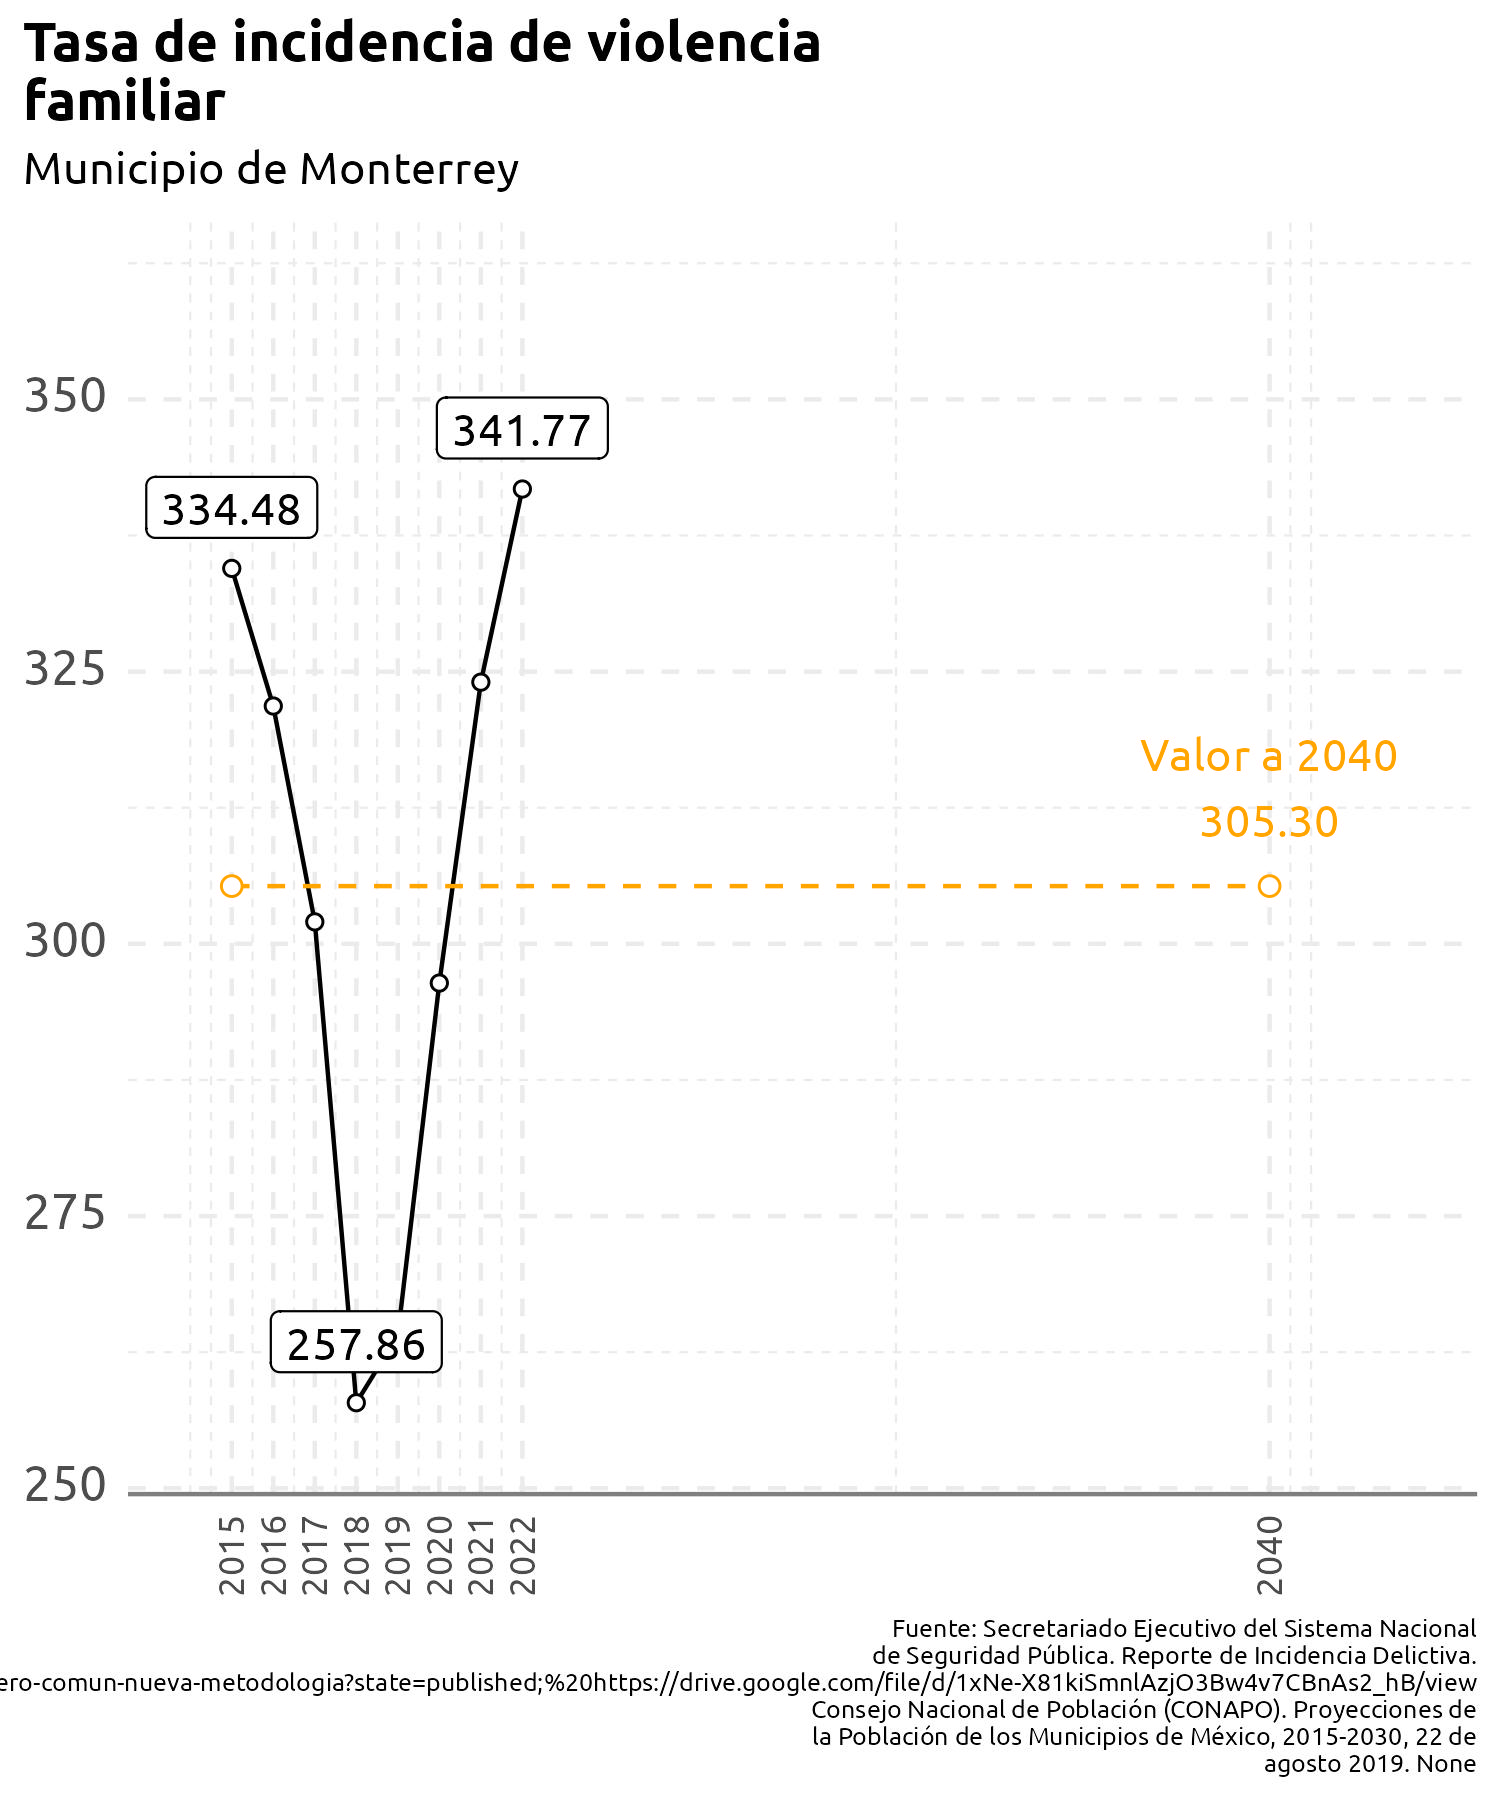 Tasa de incidencia de violencia
familiar
Municipio de Monterrey
350
341.77
334.48
325
Valor a 2040
305.30
300
275
257.86
250
2015
2016
2017
2018
2019
2020
2021
2022
2040
Fuente: Secretariado Ejecutivo del Sistema Nacional
de Seguridad Pública. Reporte de Incidencia Delictiva.
ero-comun-nueva-metodologia?state=published;%20https://drive.google.com/file/d/1xNe-X81kiSmnlAzjO3Bw4v7CBnAs2_hB/view
Consejo Nacional de Población (CONAPO). Proyecciones de
la Población de los Municipios de México, 2015-2030, 22 de
agosto 2019. None